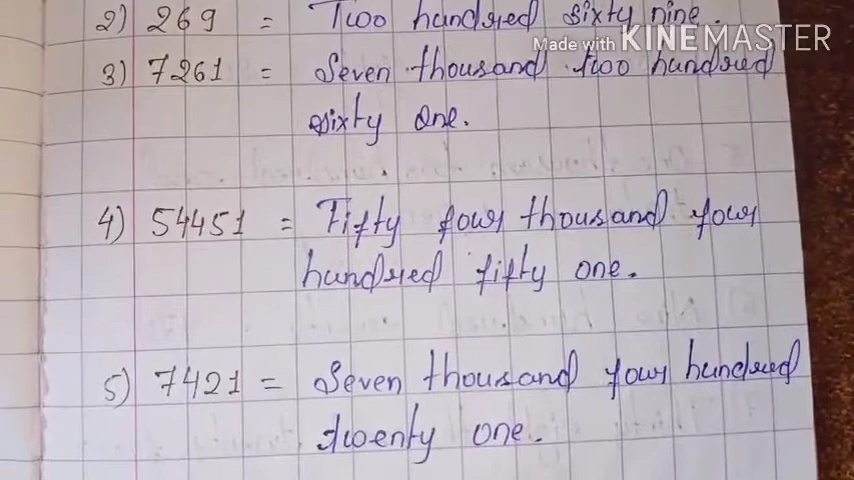 2) 269 = Two hundred sixty nine.
Made with KINEMASTER
3) 7261 = Seven thousand two hundred
sixty one.
4) 54451 = Fifty four thousand four
hundred fifty one.
5) 7421 = Seven thousand four hundred
twenty one.